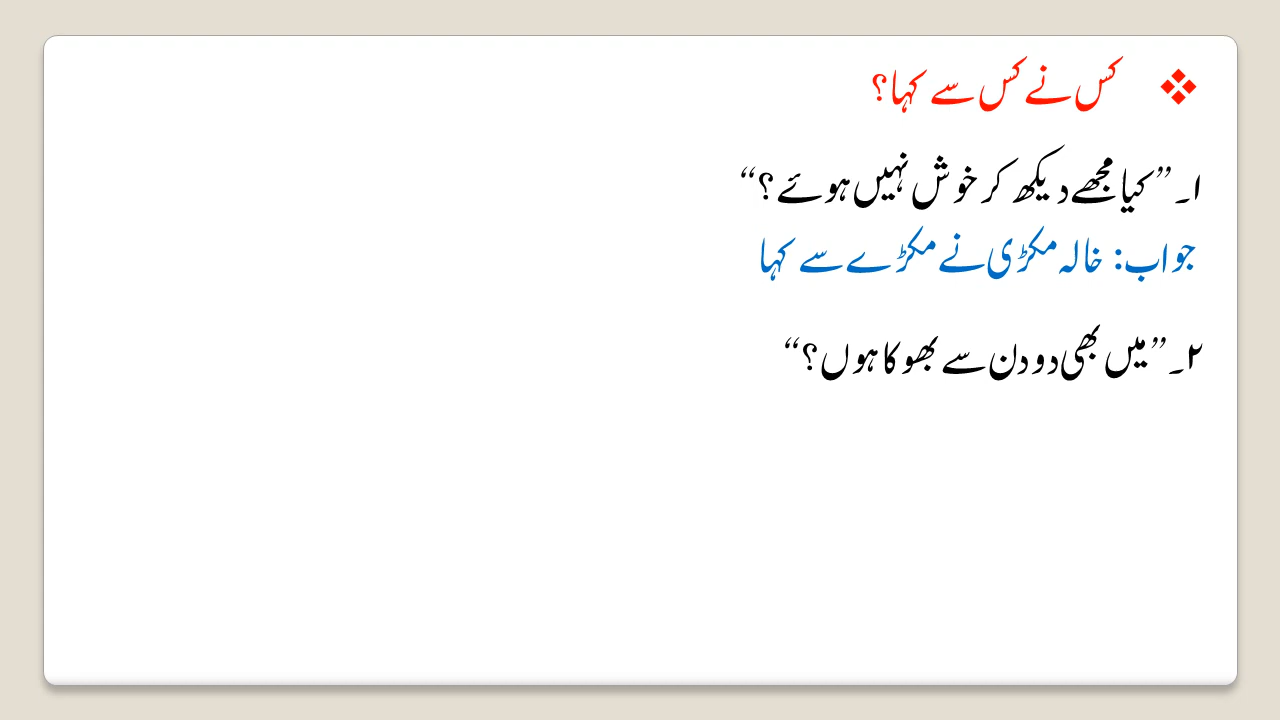 ❖ کس نے کس سے کہا؟
۱۔ ”کیا مجھے دیکھ کر خوش نہیں ہوئے؟“
جواب: خالہ مکڑی نے مکڑے سے کہا
۲۔ ”میں بھی دو دن سے بھوکا ہوں؟“